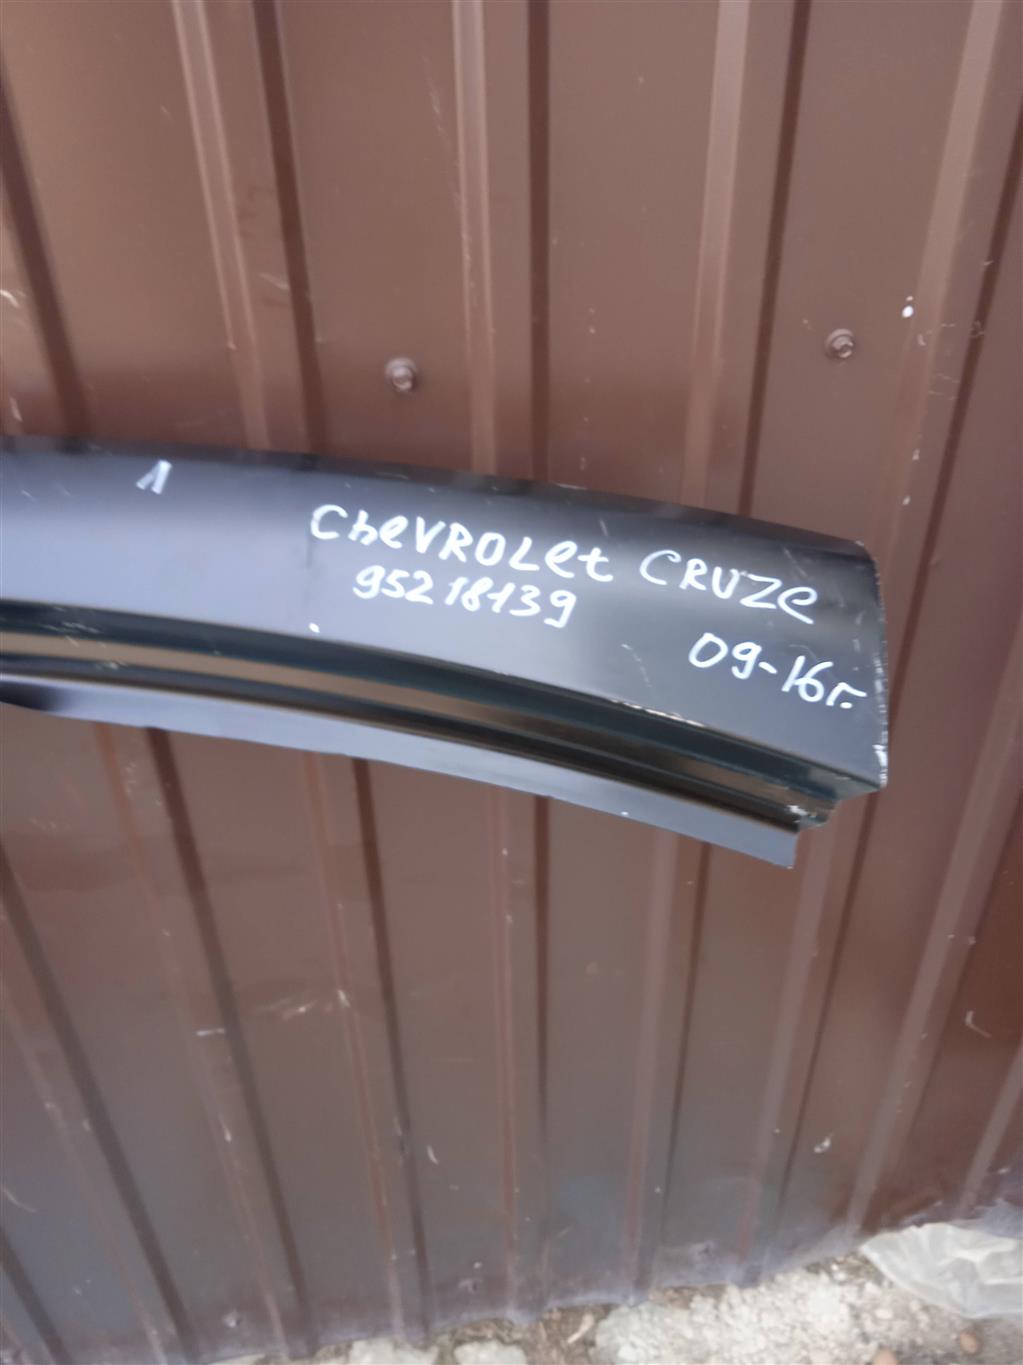 Л
CheVROLet CRUZe
95218139
09-16г.